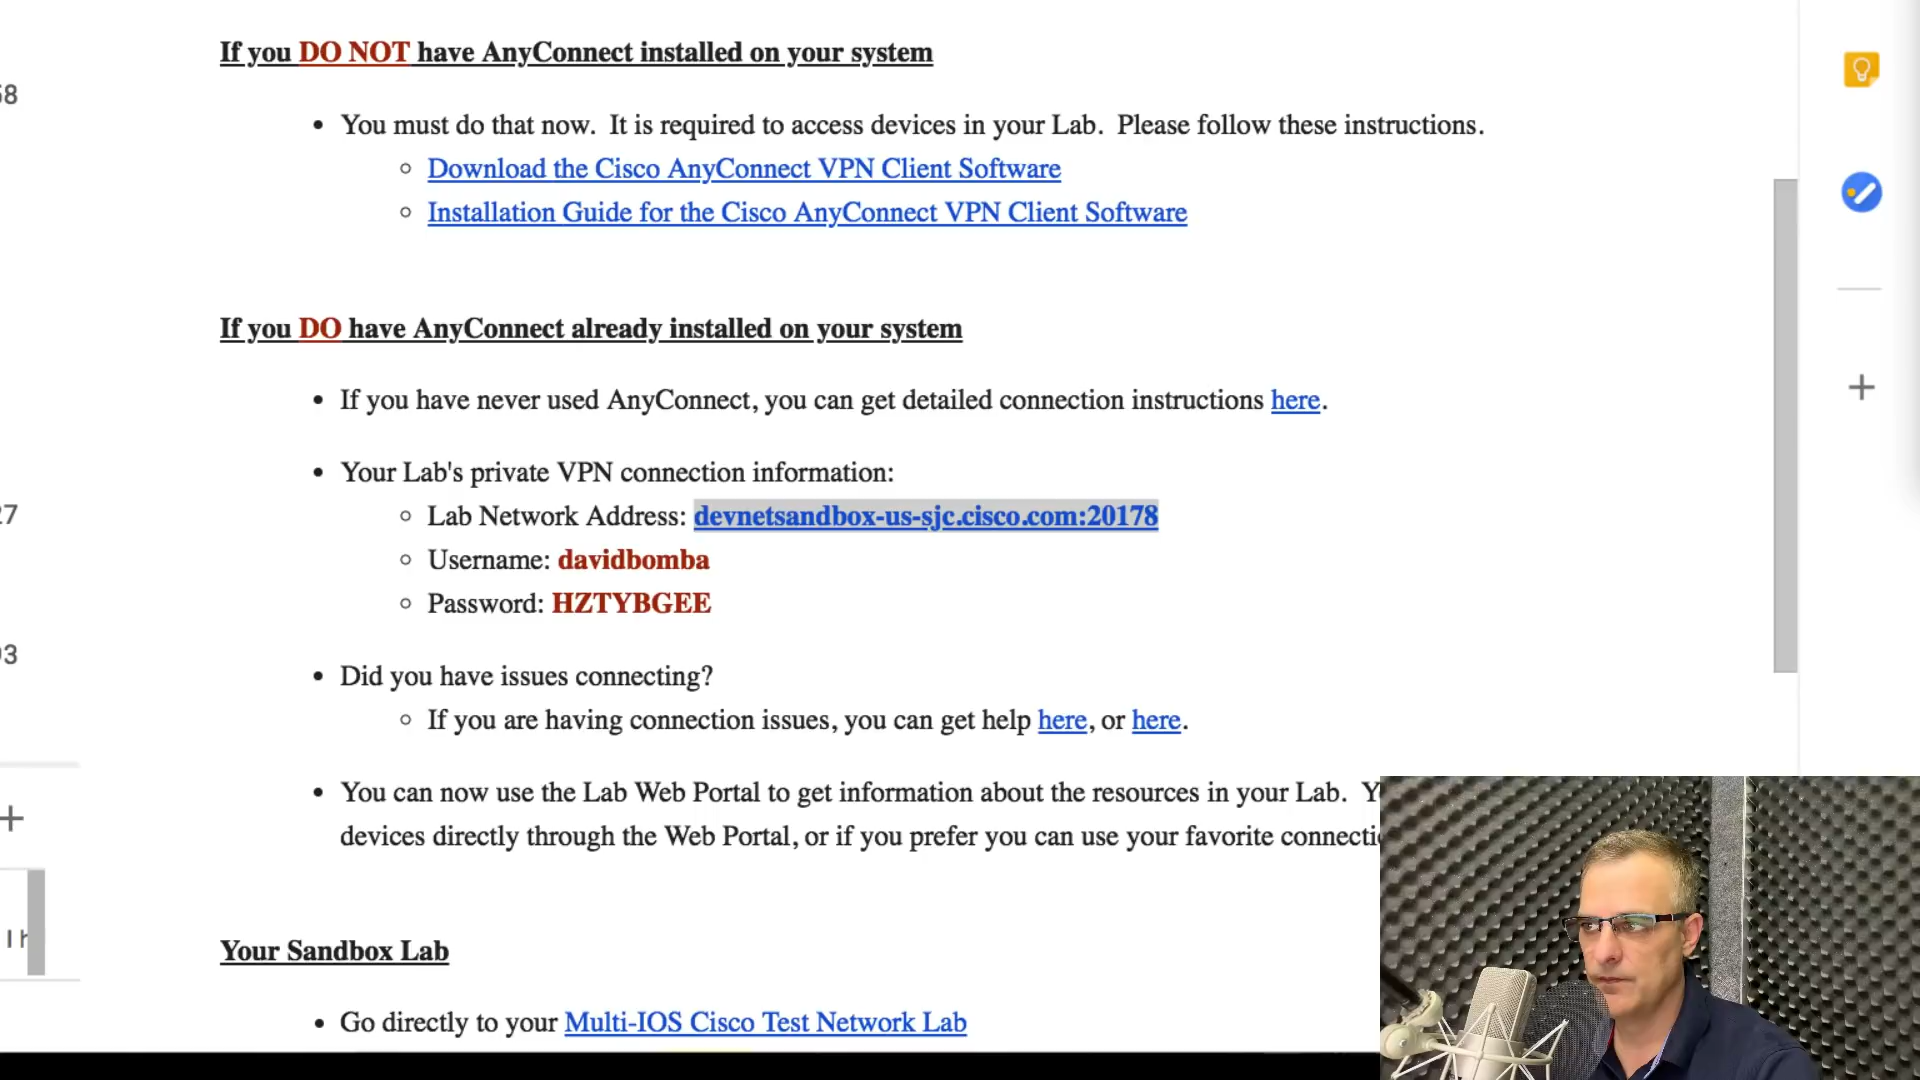 If you DO NOT have AnyConnect installed on your system
58
You must do that now. It is required to access devices in your Lab. Please follow these instructions.
Download the Cisco AnyConnect VPN Client Software
Installation Guide for the Cisco AnyConnect VPN Client Software
If you DO have AnyConnect already installed on your system
If you have never used AnyConnect, you can get detailed connection instructions here.
Your Lab's private VPN connection information:
Lab Network Address: devnetsandbox-us-sjc.cisco.com:20178
27
Username: davidbomba
Password: HZTYBGEE
Did you have issues connecting?
If you are having connection issues, you can get help here, or here.
You can now use the Lab Web Portal to get information about the resources in your Lab.
devices directly through the Web Portal, or if you prefer you can use your favorite
Your Sandbox Lab
Go directly to your Multi-IOS Cisco Test Network Lab